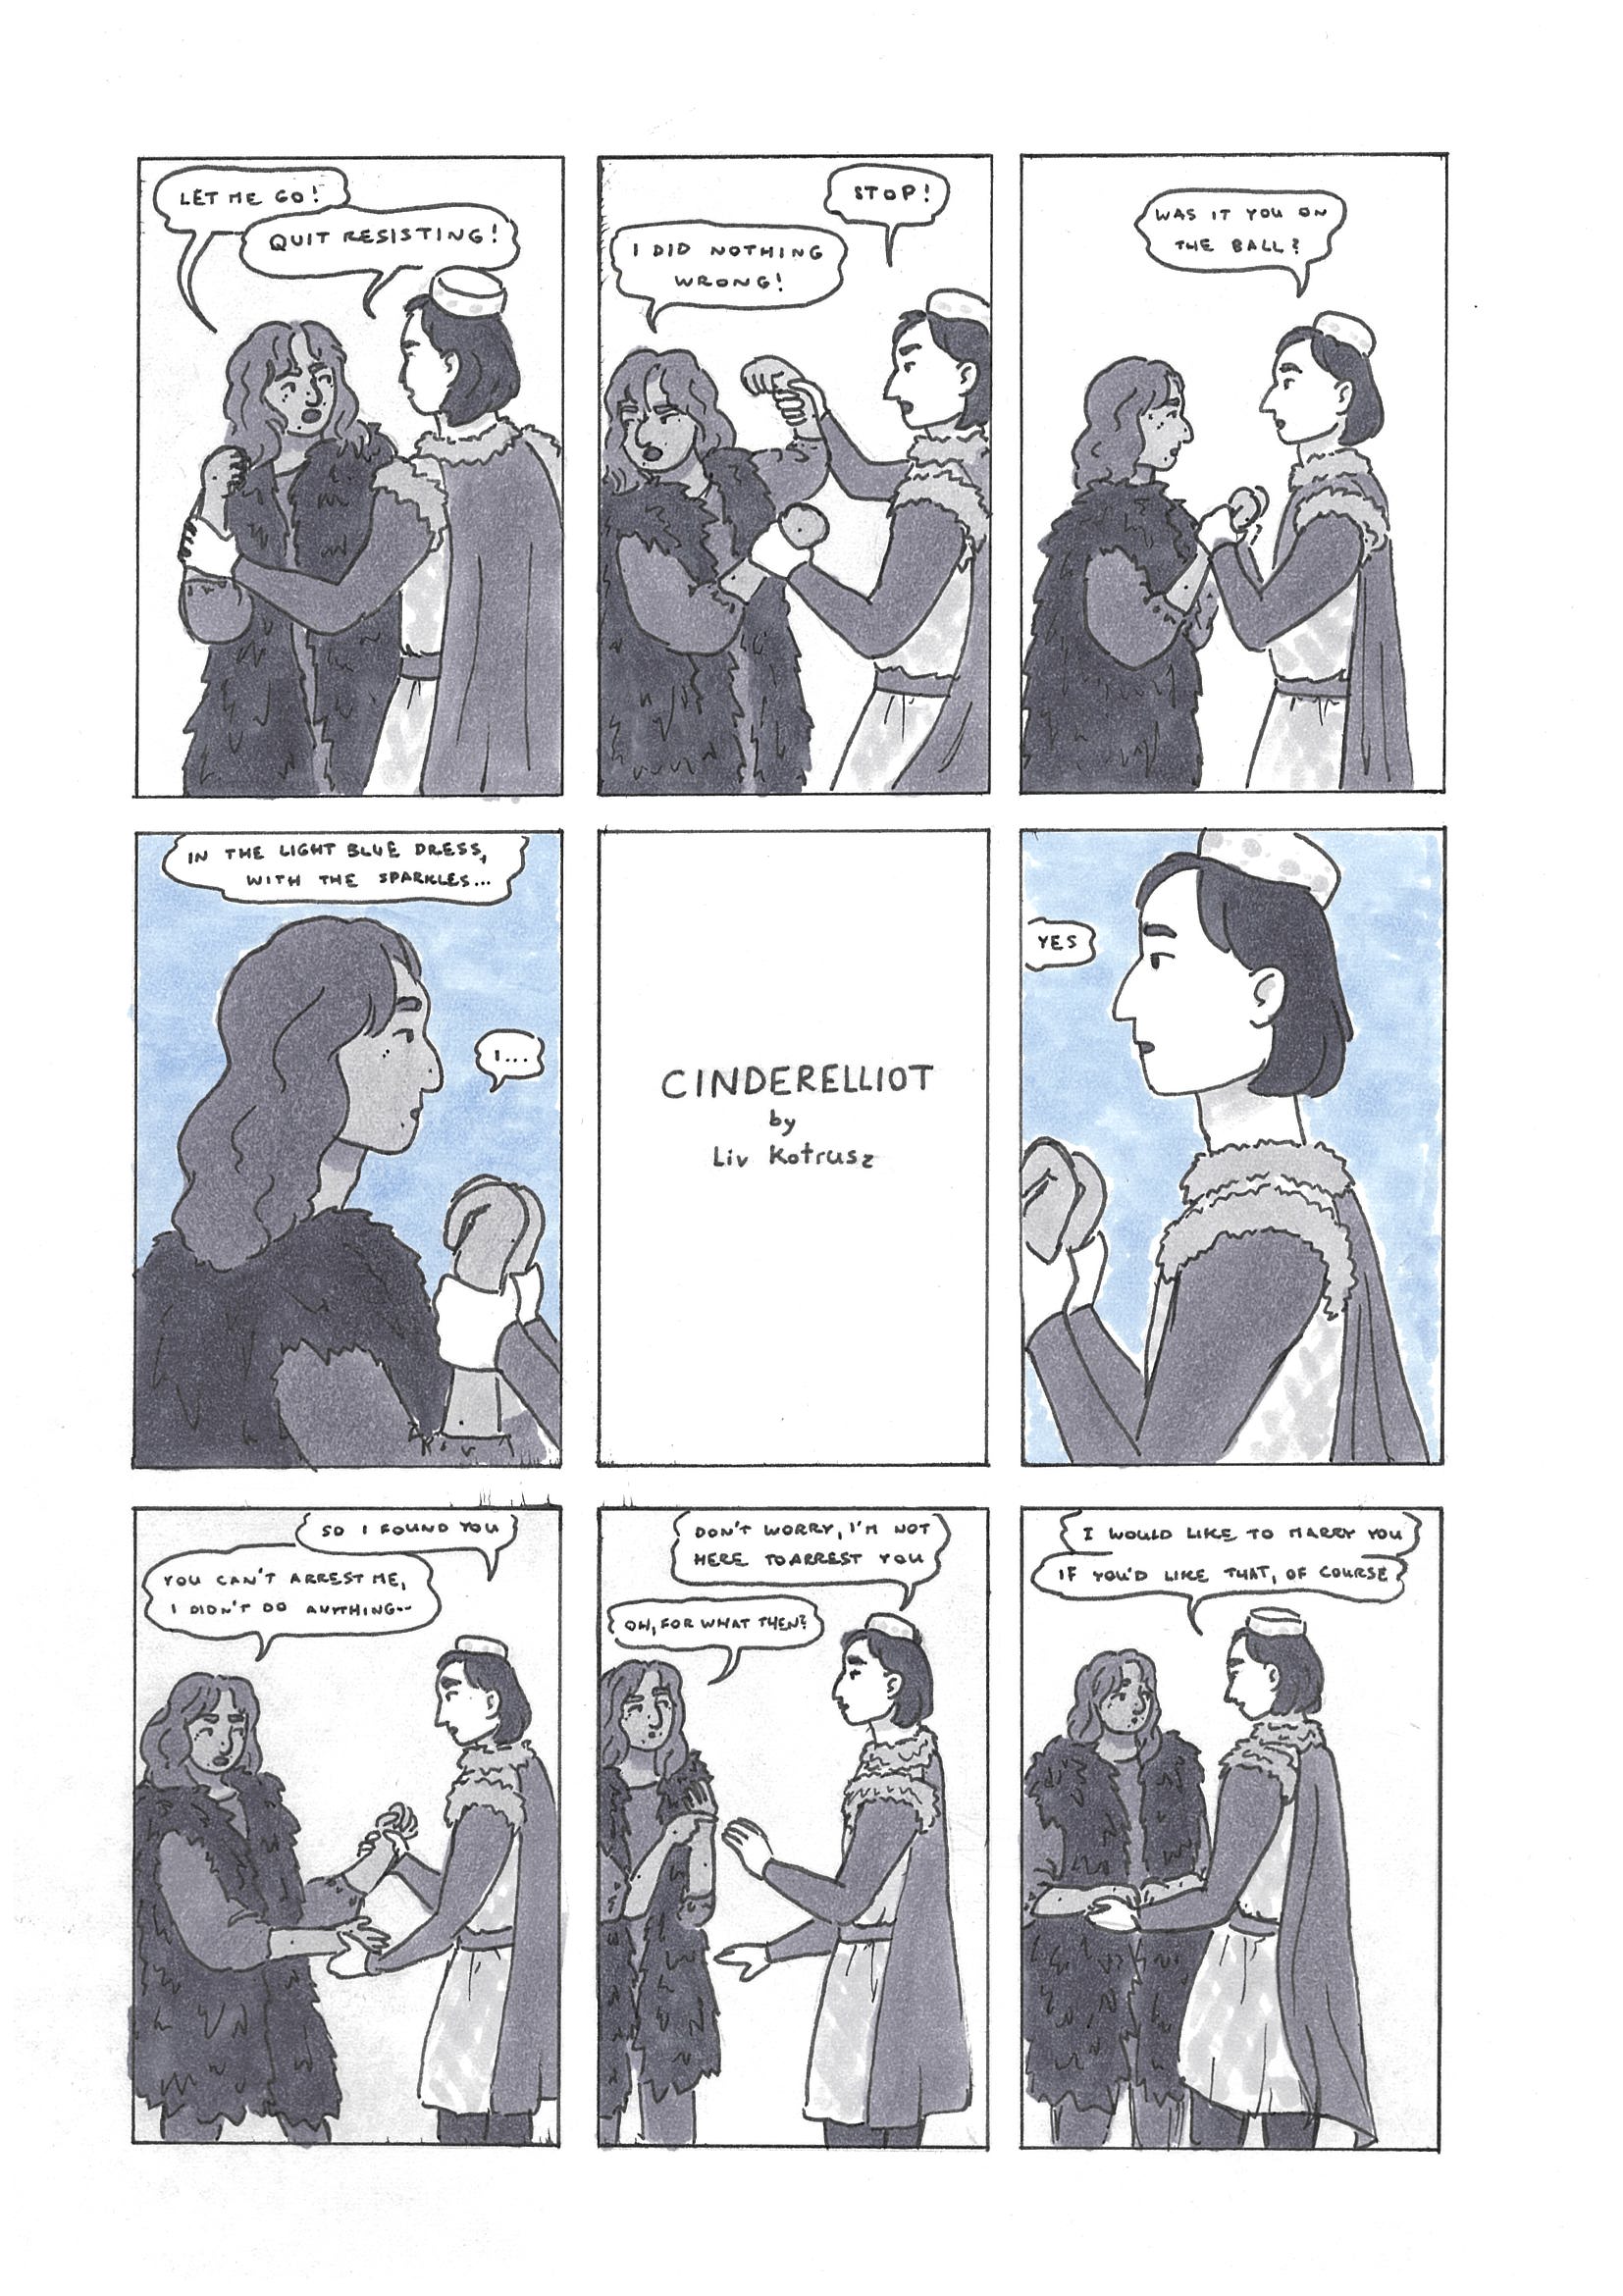 LET ME GO!
QUIT RESISTING!
STOP!
I DID NOTHING
WRONG!
WAS IT YOU ON
THE BALL?
IN THE LIGHT BLUE DRESS,
WITH THE SPARKLES...
I...
CINDERELLIOT
by
Liv Kotrusz
YES
SO I FOUND YOU
YOU CAN'T ARREST ME,
I DIDN'T DO ANYTHING--
DON'T WORRY, I'M NOT
HERE TO ARREST YOU
OH, FOR WHAT THEN?
I WOULD LIKE TO MARRY YOU
IF YOU'D LIKE THAT, OF COURSE